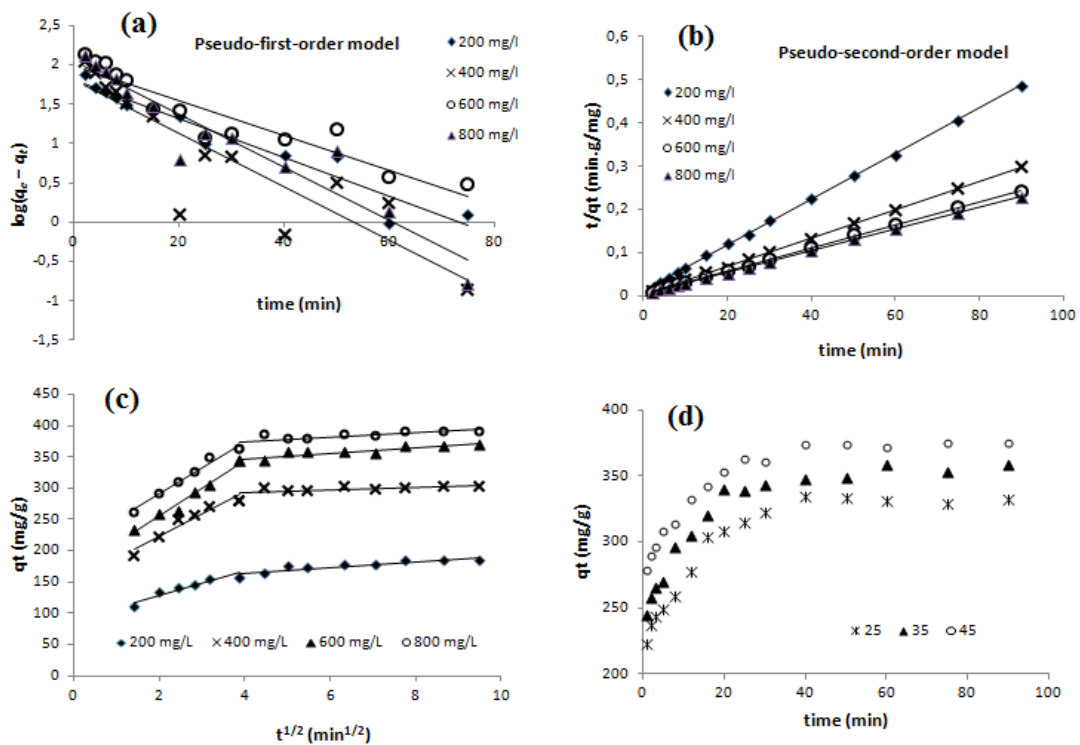 (a)
Pseudo-first-order model
200 mg/l
400 mg/l
600 mg/l
800 mg/l
2,5
2
1,5
1
0,5
0
-0,5
-1
-1,5
0
20
40
60
80
log(qe – qt)
time (min)
(b)
Pseudo-second-order model
200 mg/l
400 mg/l
600 mg/l
800 mg/l
0,6
0,5
0,4
0,3
0,2
0,1
0
0
20
40
60
80
100
t/qt (min.g/mg)
time (min)
(c)
450
400
350
300
250
200
150
100
50
0
0
2
4
6
8
10
200 mg/L
400 mg/L
600 mg/L
800 mg/L
qt (mg/g)
t1/2 (min1/2)
(d)
400
350
300
250
200
0
20
40
60
80
100
25
35
45
qt (mg/g)
time (min)